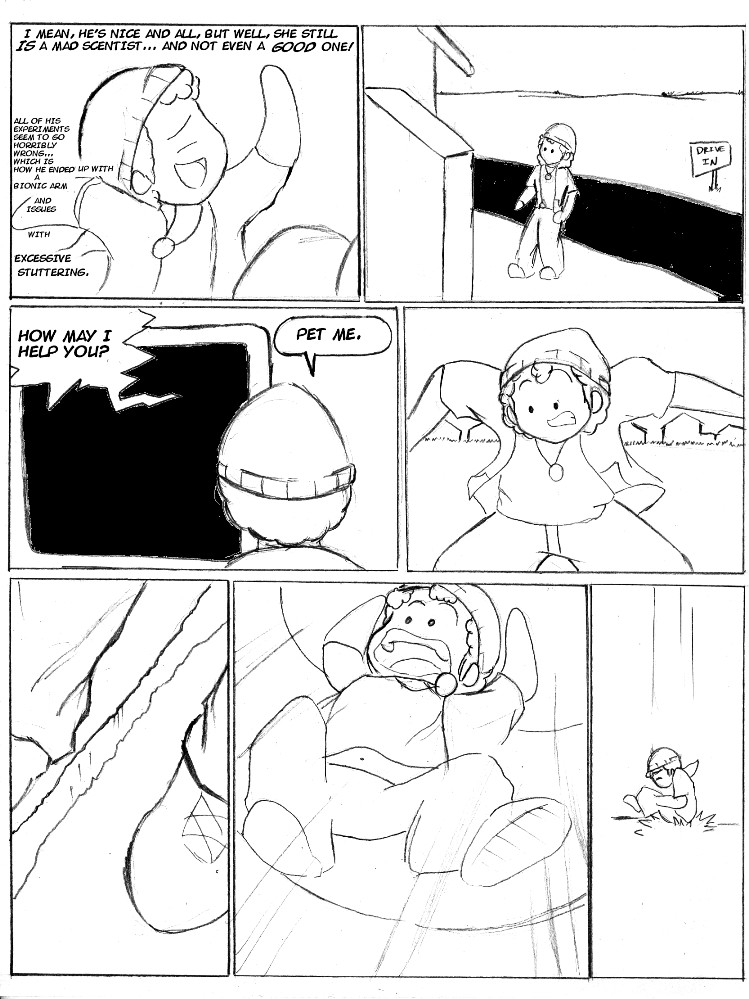 I MEAN, HE'S NICE AND ALL, BUT WELL, SHE STILL
IS A MAD SCENTIST... AND NOT EVEN A GOOD ONE!
ALL OF HIS
EXPERIMENTS
SEEM TO GO
HORRIBLY
WRONG...
WHICH IS
HOW HE ENDED UP WITH
A
BIONIC ARM
AND
ISSUES
WITH
EXCESSIVE
STUTTERING.
DRIVE
IN
HOW MAY I
HELP YOU?
PET ME.